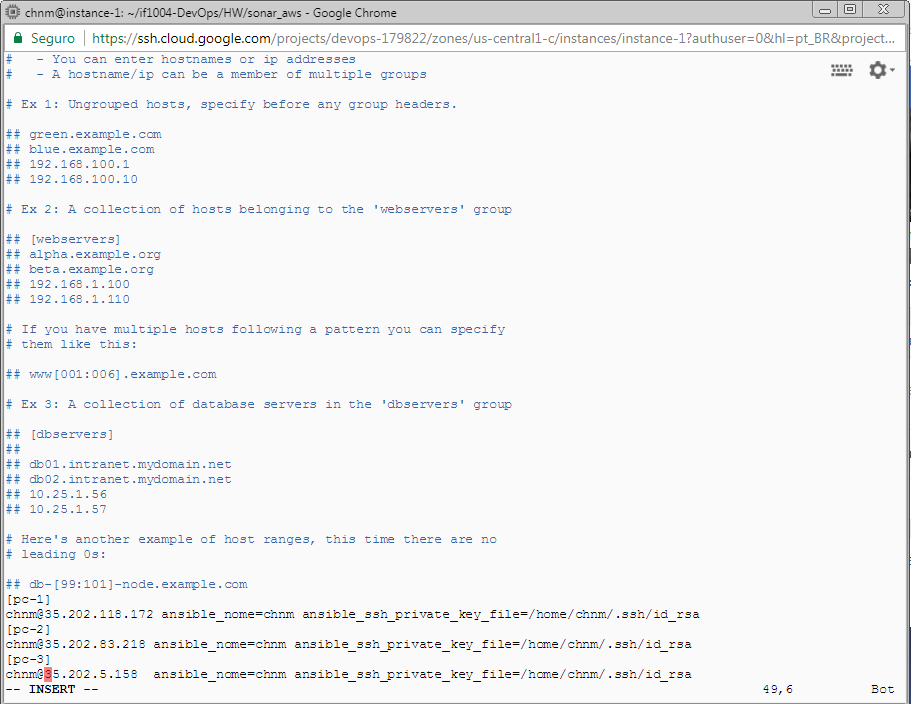 chnm@instance-1: ~/if1004-DevOps/HW/sonar_aws - Google Chrome
Seguro | https://ssh.cloud.google.com/projects/devops-179822/zones/us-central1-c/instances/instance-1?authuser=0&hl=pt_BR&project...
#   - You can enter hostnames or ip addresses
#   - A hostname/ip can be a member of multiple groups
# Ex 1: Ungrouped hosts, specify before any group headers.
## green.example.com
## blue.example.com
## 192.168.100.1
## 192.168.100.10
# Ex 2: A collection of hosts belonging to the 'webservers' group
## [webservers]
## alpha.example.org
## beta.example.org
## 192.168.1.100
## 192.168.1.110
# If you have multiple hosts following a pattern you can specify
# them like this:
## www[001:006].example.com
# Ex 3: A collection of database servers in the 'dbservers' group
## [dbservers]
##
## db01.intranet.mydomain.net
## db02.intranet.mydomain.net
## 10.25.1.56
## 10.25.1.57
# Here's another example of host ranges, this time there are no
# leading 0s:
## db-[99:101]-node.example.com
[pc-1]
chnm@35.202.118.172 ansible_nome=chnm ansible_ssh_private_key_file=/home/chnm/.ssh/id_rsa
[pc-2]
chnm@35.202.83.218 ansible_nome=chnm ansible_ssh_private_key_file=/home/chnm/.ssh/id_rsa
[pc-3]
chnm@35.202.5.158  ansible_nome=chnm ansible_ssh_private_key_file=/home/chnm/.ssh/id_rsa
-- INSERT -- 49,6 Bot